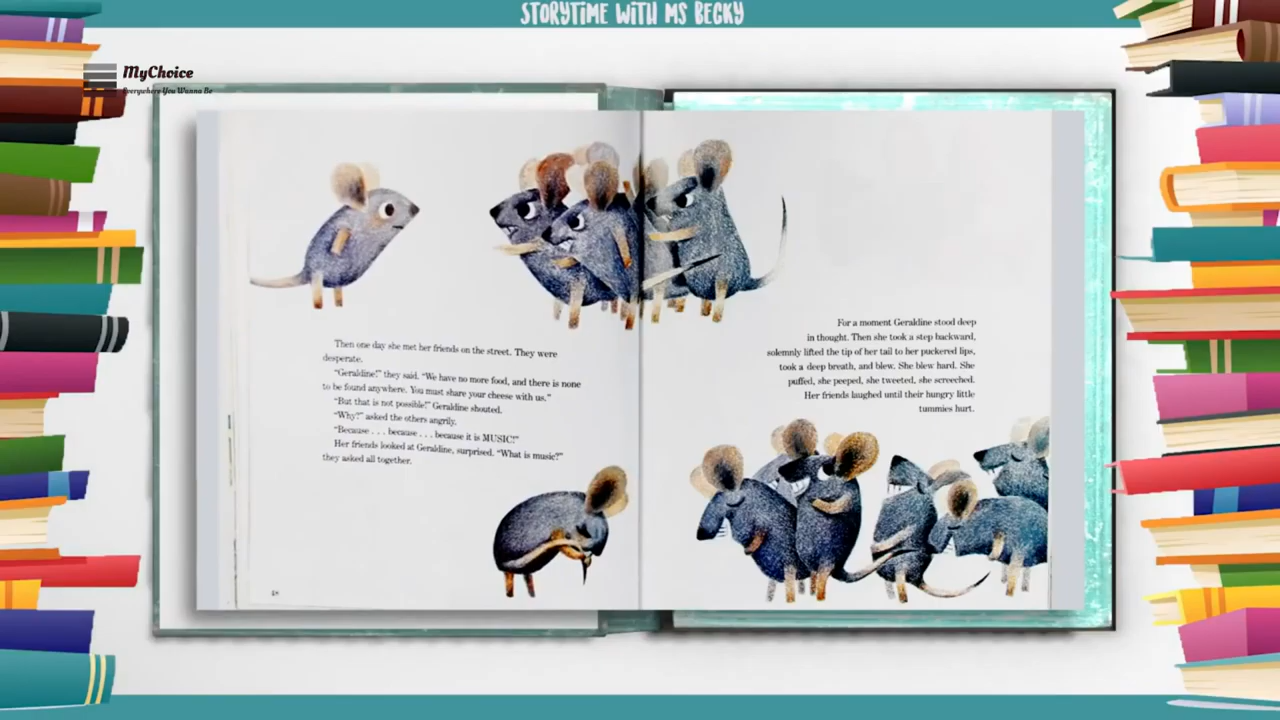 STORYTIME WITH MS BECKY
MyChoice
Everywhere You Wanna Be
Then one day she met her friends on the street. They were
desperate.
"Geraldine!" they said. "We have no more food, and there is none
to be found anywhere. You must share your cheese with us."
"But that is not possible!" Geraldine shouted.
"Why?" asked the others angrily.
"Because . . . because . . . because it is MUSIC!"
Her friends looked at Geraldine, surprised. "What is music?"
they asked all together.
For a moment Geraldine stood deep
in thought. Then she took a step backward,
solemnly lifted the tip of her tail to her puckered lips,
took a deep breath, and blew. She blew hard. She
puffed, she peeped, she tweeted, she screeched.
Her friends laughed until their hungry little
tummies hurt.